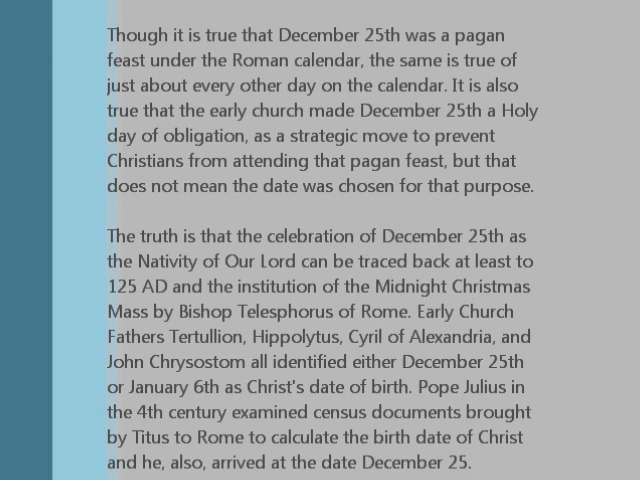 Though it is true that December 25th was a pagan
feast under the Roman calendar, the same is true of
just about every other day on the calendar. It is also
true that the early church made December 25th a Holy
day of obligation, as a strategic move to prevent
Christians from attending that pagan feast, but that
does not mean the date was chosen for that purpose.
The truth is that the celebration of December 25th as
the Nativity of Our Lord can be traced back at least to
125 AD and the institution of the Midnight Christmas
Mass by Bishop Telesphorus of Rome. Early Church
Fathers Tertullion, Hippolytus, Cyril of Alexandria, and
John Chrysostom all identified either December 25th
or January 6th as Christ's date of birth. Pope Julius in
the 4th century examined census documents brought
by Titus to Rome to calculate the birth date of Christ
and he, also, arrived at the date December 25.